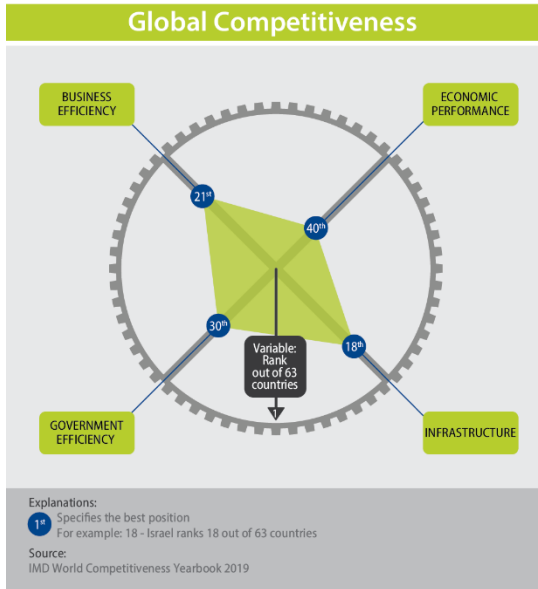 Global Competitiveness
BUSINESS
EFFICIENCY
ECONOMIC
PERFORMANCE
21st
40th
30th
18th
Variable:
Rank
out of 63
countries
1
GOVERNMENT
EFFICIENCY
INFRASTRUCTURE
Explanations:
1st
Specifies the best position
For example: 18 - Israel ranks 18 out of 63 countries
Source:
IMD World Competitiveness Yearbook 2019